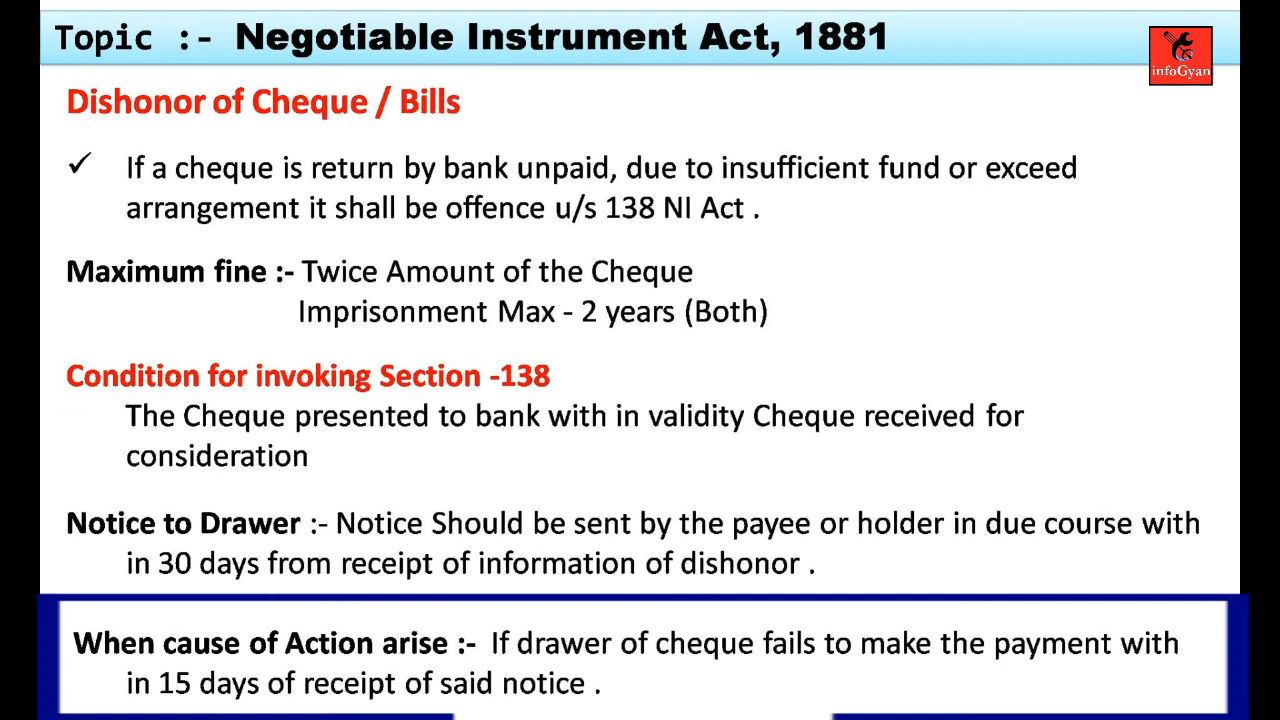 Topic :- Negotiable Instrument Act, 1881
infoGyan
Dishonor of Cheque / Bills
✓ If a cheque is return by bank unpaid, due to insufficient fund or exceed
arrangement it shall be offence u/s 138 NI Act .
Maximum fine :- Twice Amount of the Cheque
Imprisonment Max - 2 years (Both)
Condition for invoking Section -138
The Cheque presented to bank with in validity Cheque received for
consideration
Notice to Drawer :- Notice Should be sent by the payee or holder in due course with
in 30 days from receipt of information of dishonor .
When cause of Action arise :- If drawer of cheque fails to make the payment with
in 15 days of receipt of said notice .